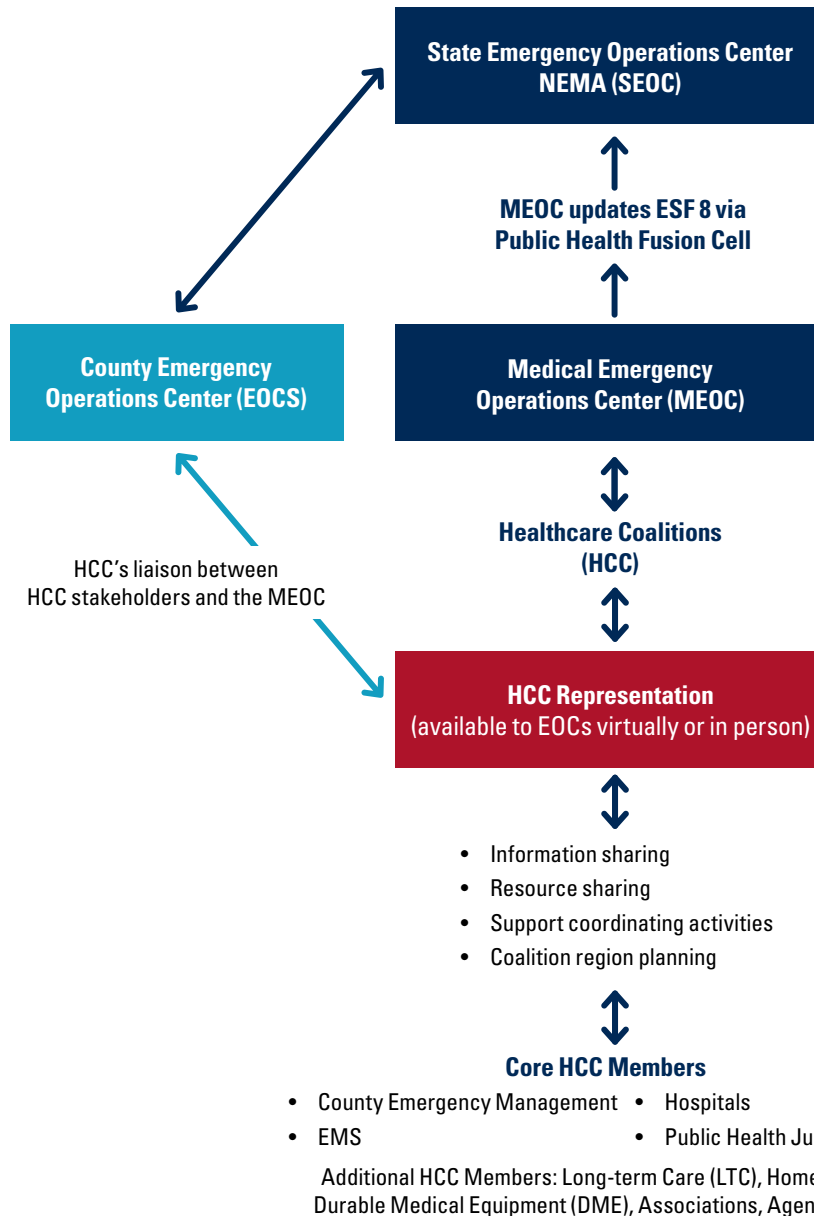 State Emergency Operations Center
NEMA (SEOC)
MEOC updates ESF 8 via
Public Health Fusion Cell
County Emergency
Operations Center (EOCS)
Medical Emergency
Operations Center (MEOC)
Healthcare Coalitions
(HCC)
HCC's liaison between
HCC stakeholders and the MEOC
HCC Representation
(available to EOCs virtually or in person)
• Information sharing
• Resource sharing
• Support coordinating activities
• Coalition region planning
Core HCC Members
• County Emergency Management • Hospitals
• EMS • Public Health
Additional HCC Members: Long-term Care (LTC), Home
Durable Medical Equipment (DME), Associations,